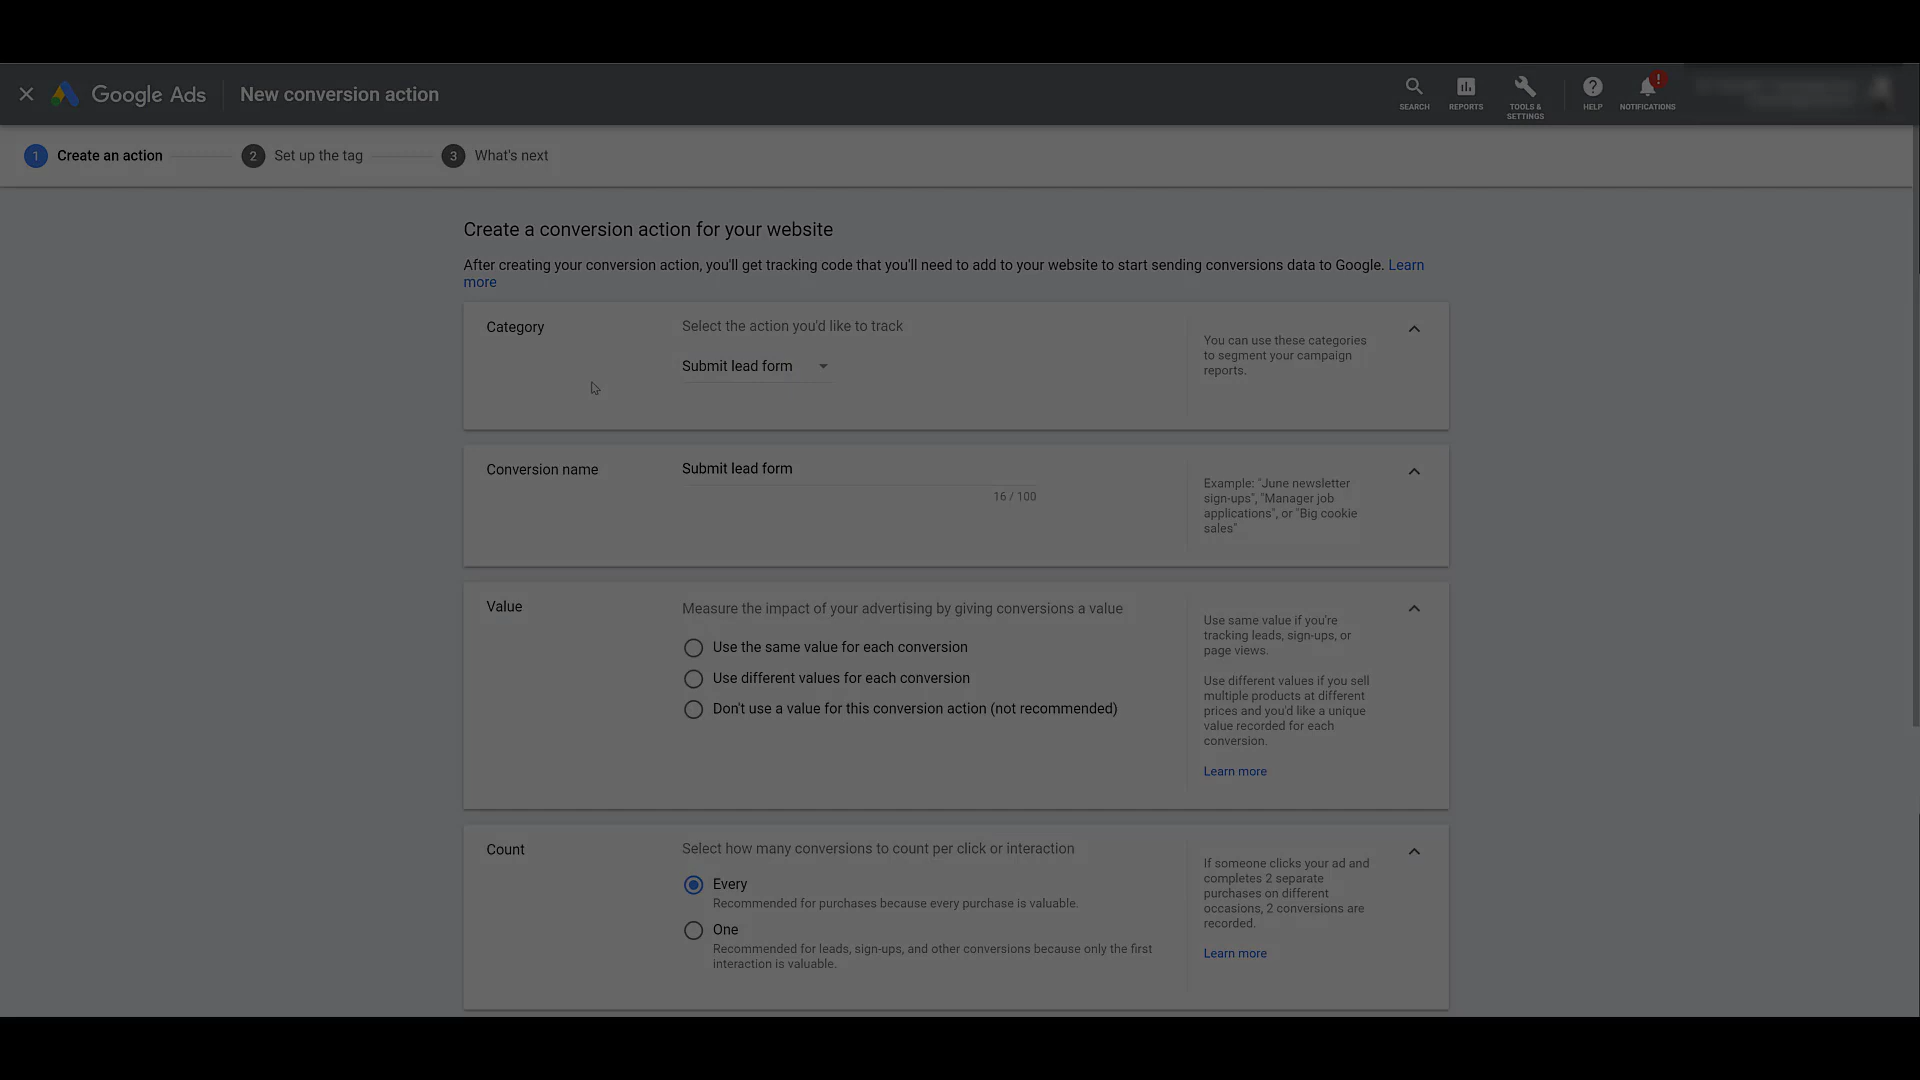 Google Ads
New conversion action
SEARCH
REPORTS
TOOLS &
SETTINGS
HELP
!
NOTIFICATIONS
1 Create an action
2 Set up the tag
3 What's next
Create a conversion action for your website
After creating your conversion action, you'll get tracking code that you'll need to add to your website to start sending conversions data to Google. Learn
more
Category
Select the action you'd like to track
Submit lead form
You can use these categories
to segment your campaign
reports.
Conversion name
Submit lead form
16 / 100
Example: "June newsletter
sign-ups", "Manager job
applications", or "Big cookie
sales"
Value
Measure the impact of your advertising by giving conversions a value
Use the same value for each conversion
Use different values for each conversion
Don't use a value for this conversion action (not recommended)
Use same value if you're
tracking leads, sign-ups, or
page views.
Use different values if you sell
multiple products at different
prices and you'd like a unique
value recorded for each
conversion.
Learn more
Count
Select how many conversions to count per click or interaction
Every
Recommended for purchases because every purchase is valuable.
One
Recommended for leads, sign-ups, and other conversions because only the first
interaction is valuable.
If someone clicks your ad and
completes 2 separate
purchases on different
occasions, 2 conversions are
recorded.
Learn more